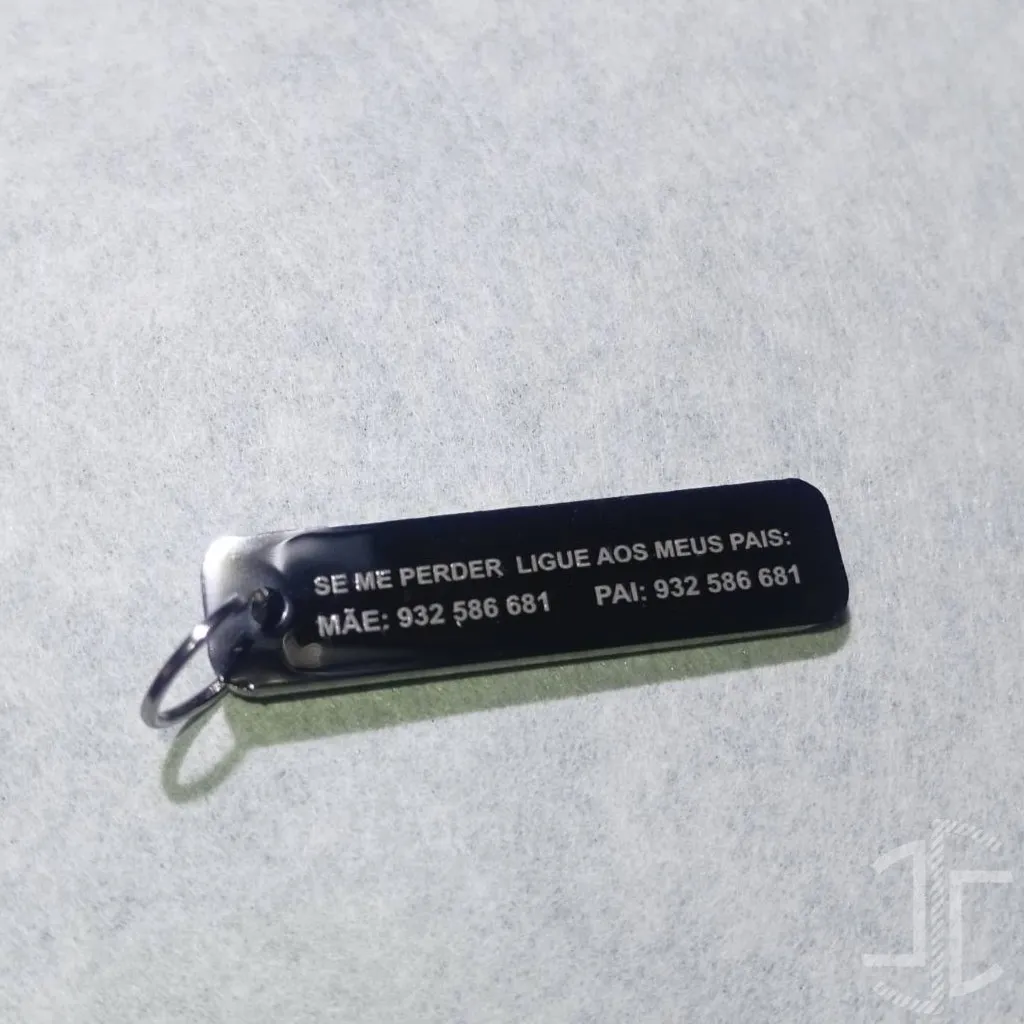 SE ME PERDER LIGUE AOS MEUS PAIS:
MÃE: 932 586 681 PAI: 932 586 681